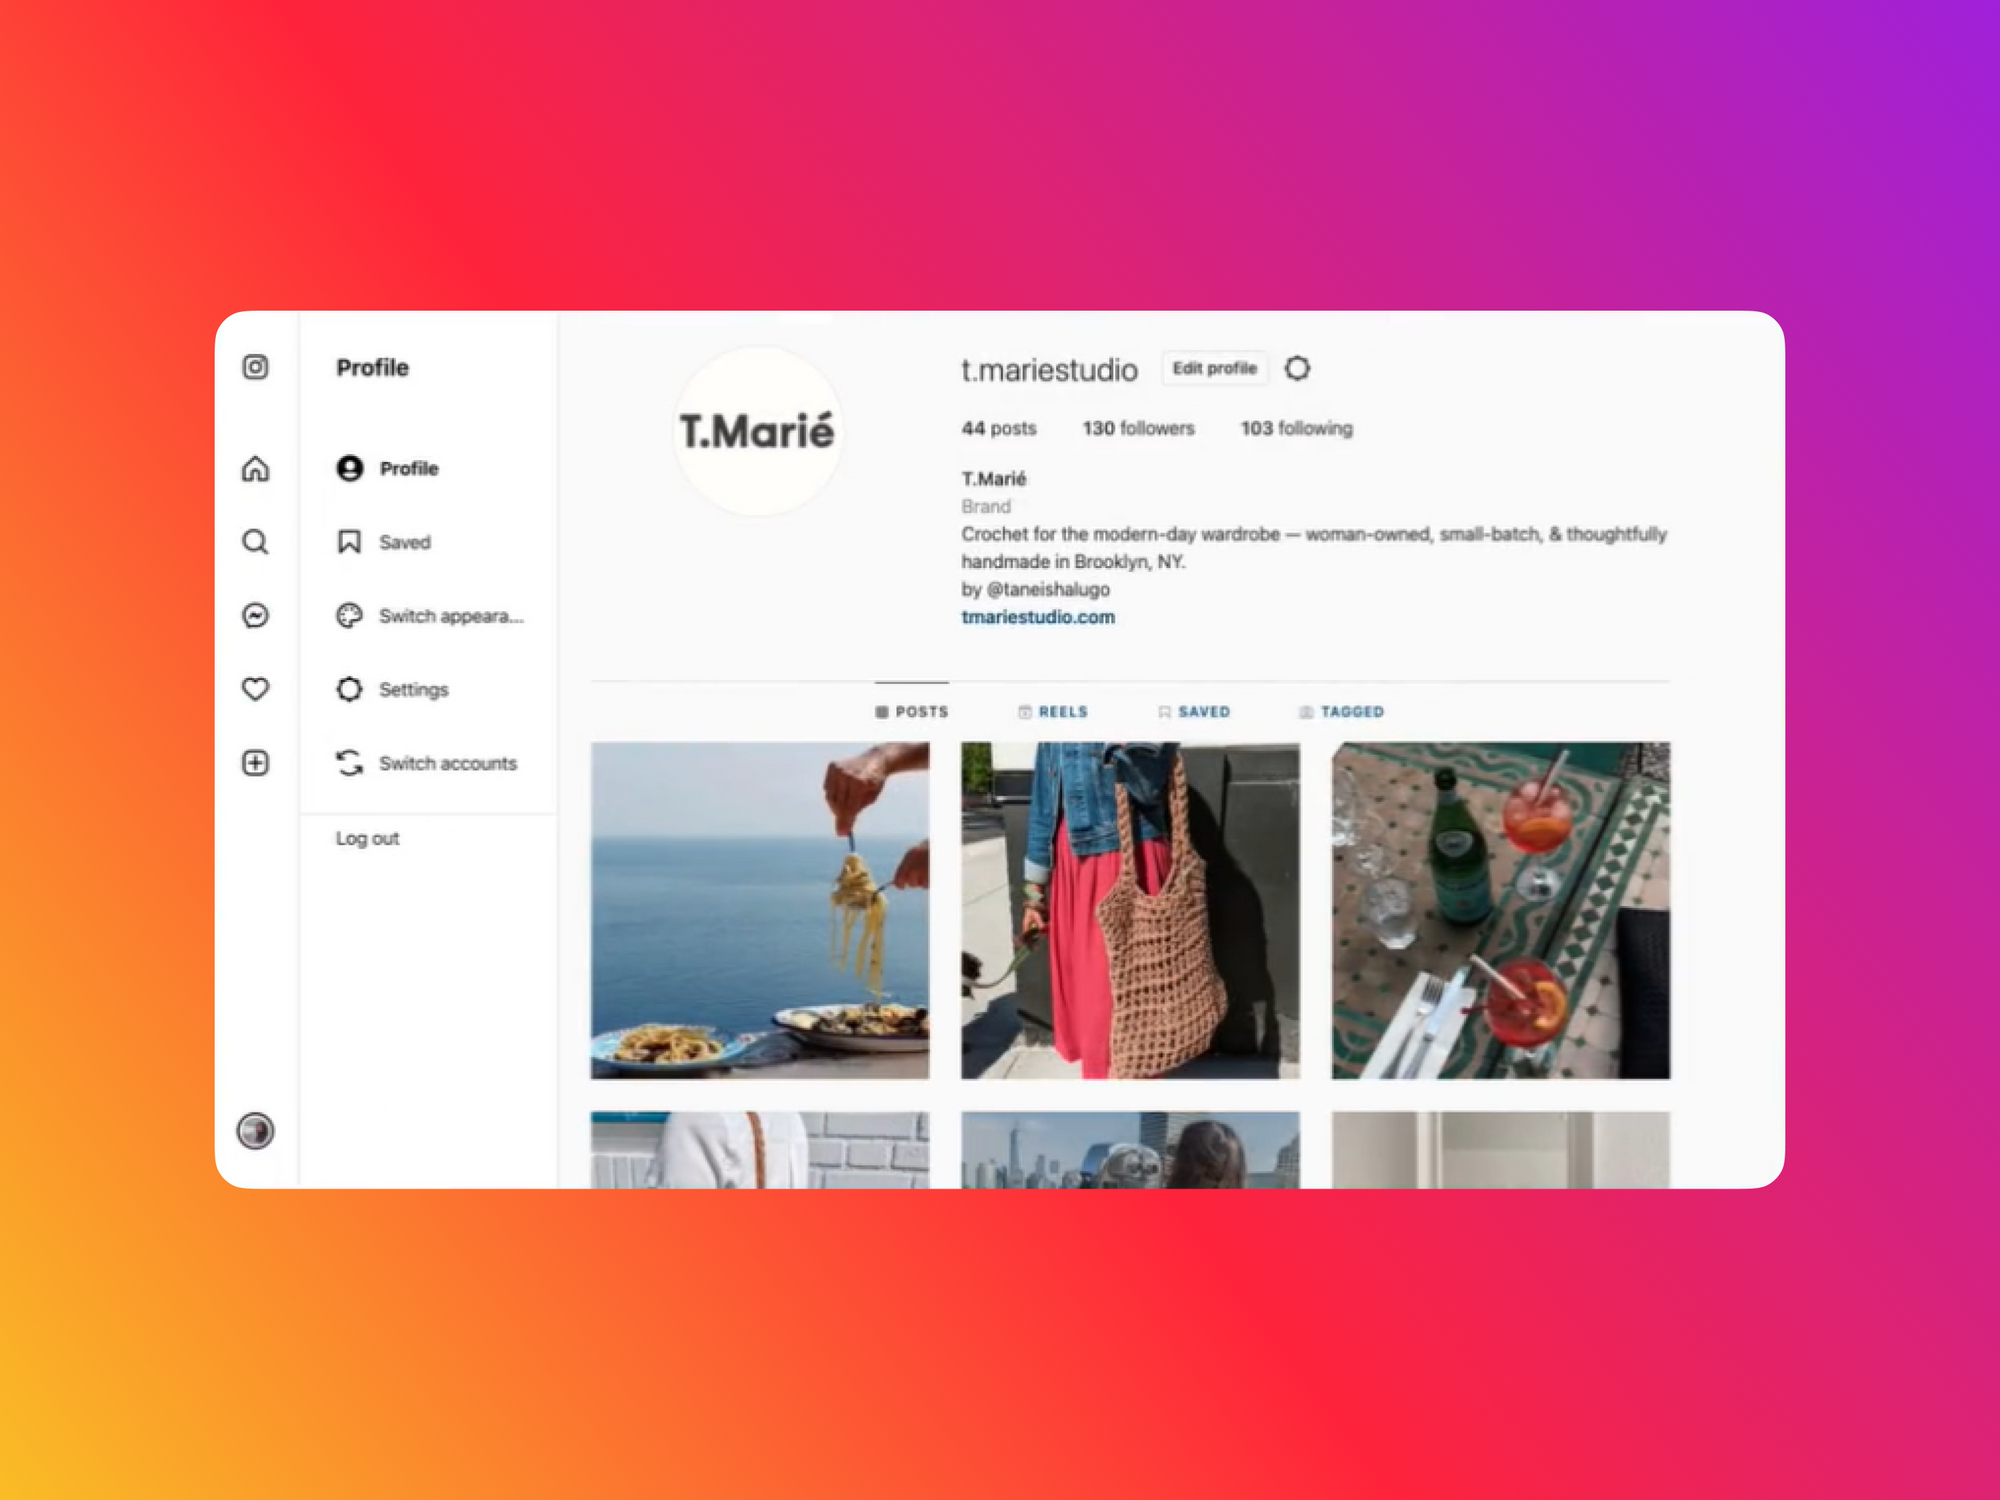 Profile
Profile
Saved
Switch appeara...
Settings
Switch accounts
Log out
T.Marié
t.mariestudio Edit profile
44 posts 130 followers 103 following
T.Marié
Brand
Crochet for the modern-day wardrobe — woman-owned, small-batch, & thoughtfully
handmade in Brooklyn, NY.
by @taneishalugo
tmariestudio.com
POSTS REELS SAVED TAGGED